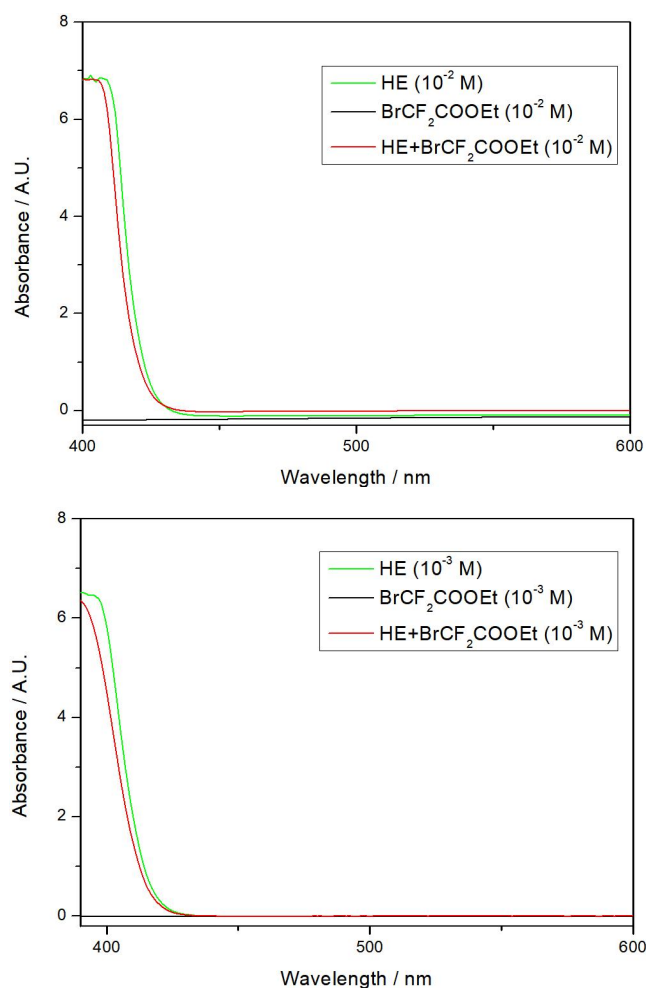 8
6
4
2
0
400
500
600
Absorbance / A.U.
Wavelength / nm
HE (10⁻² M)
BrCF₂COOEt (10⁻² M)
HE+BrCF₂COOEt (10⁻² M)
8
6
4
2
0
400
500
600
Absorbance / A.U.
Wavelength / nm
HE (10⁻³ M)
BrCF₂COOEt (10⁻³ M)
HE+BrCF₂COOEt (10⁻³ M)